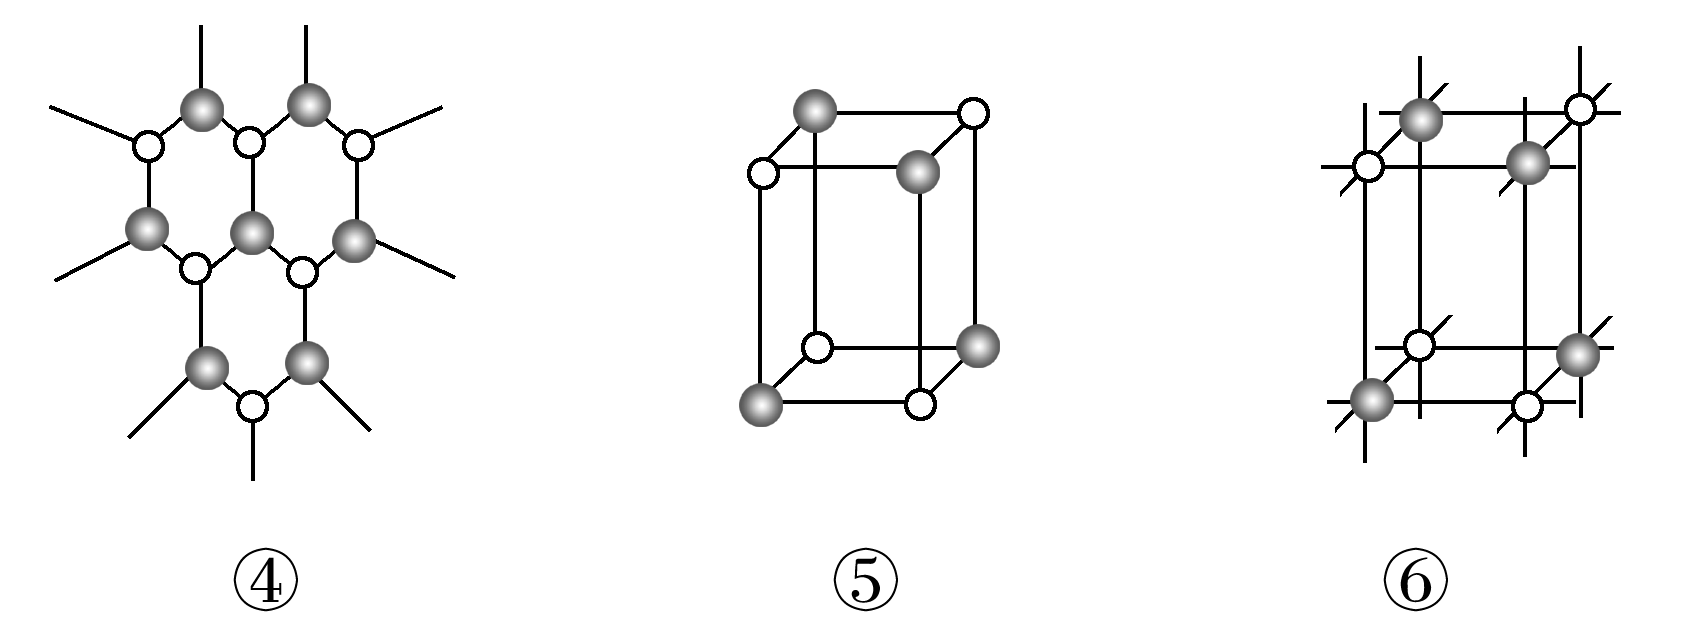 ④ ⑤ ⑥